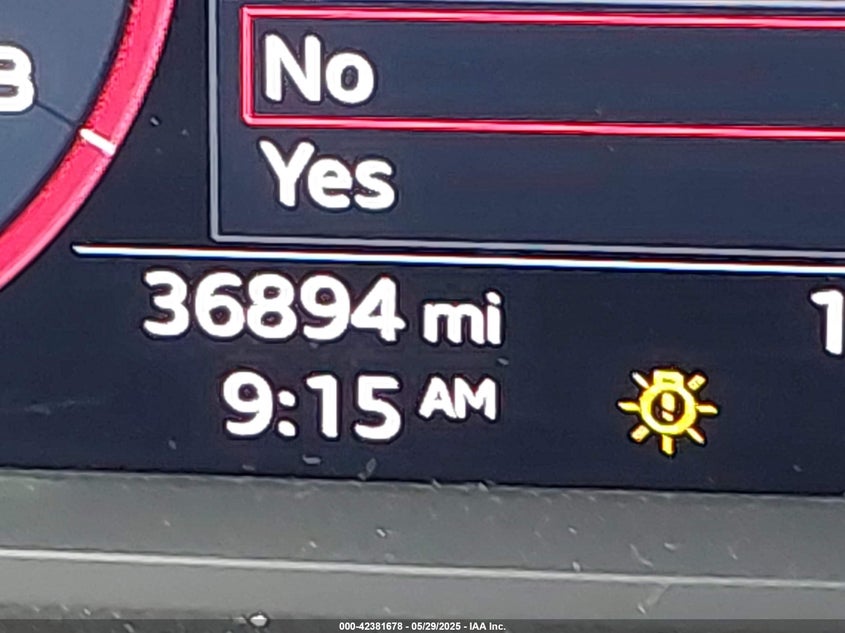 No
Yes
36894 mi
9:15 AM
000-42381678 - 05/29/2025 - IAA Inc.